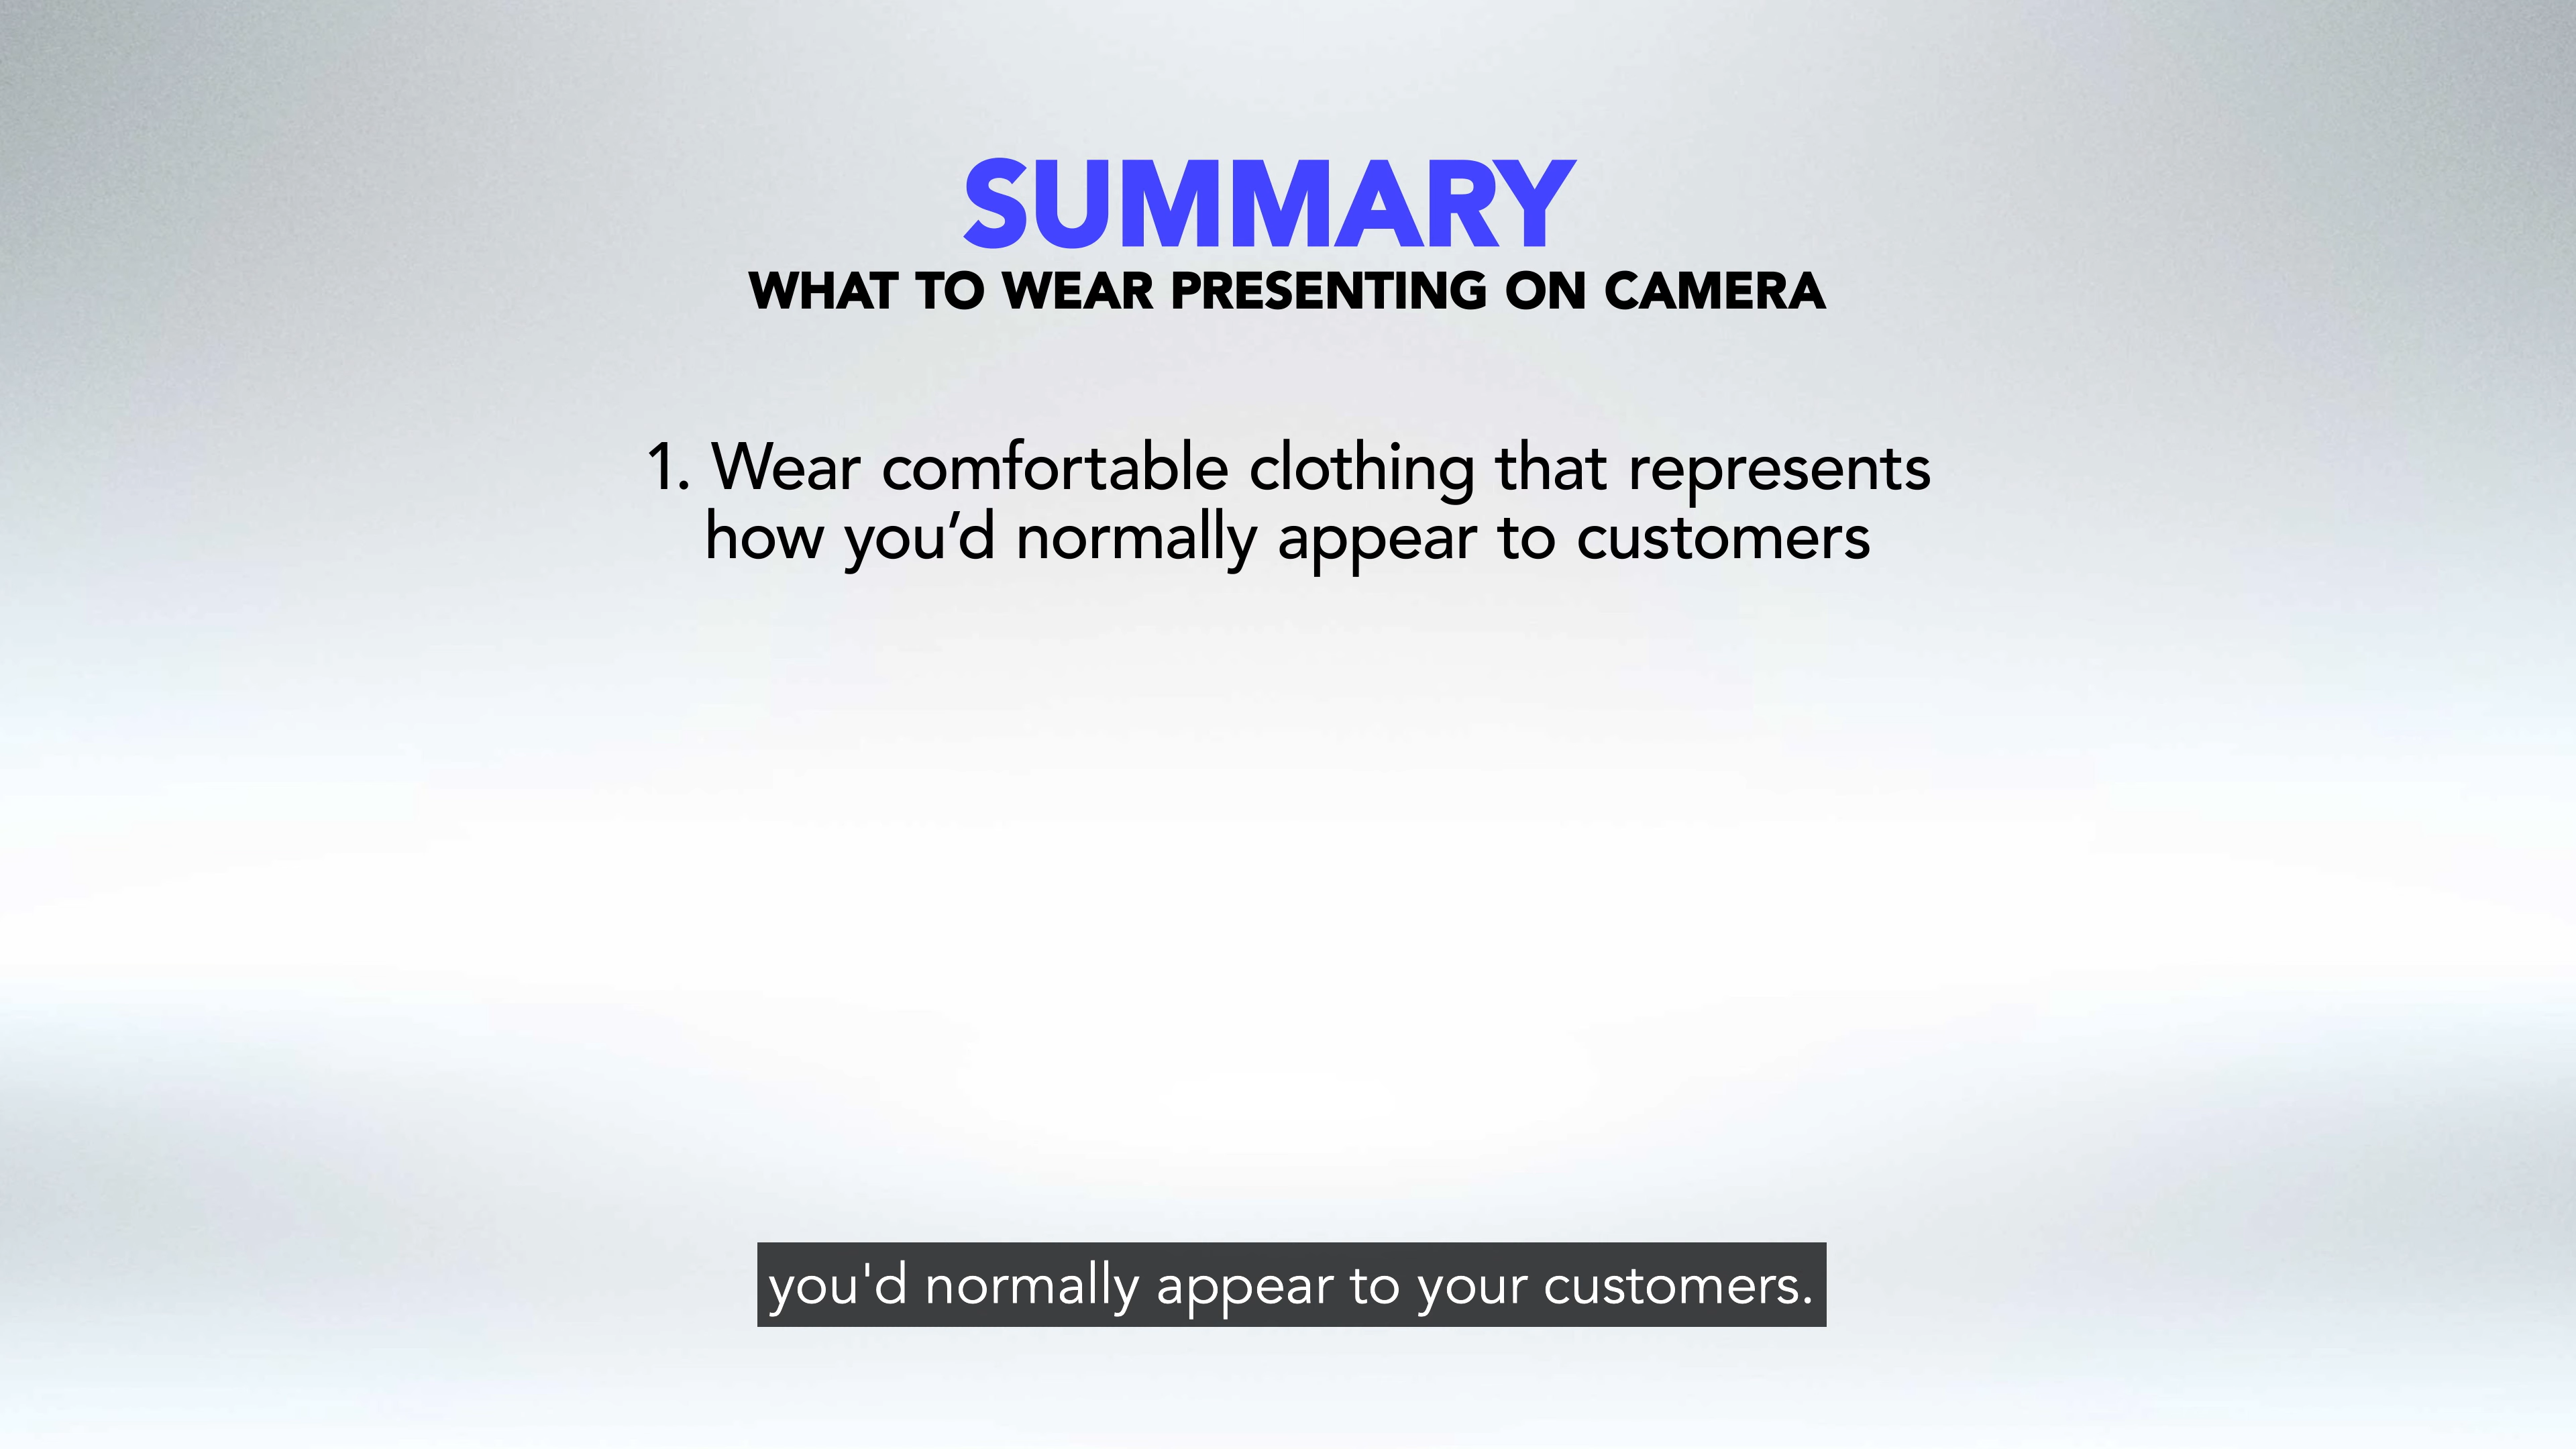 SUMMARY
WHAT TO WEAR PRESENTING ON CAMERA
1. Wear comfortable clothing that represents
how you’d normally appear to customers
you'd normally appear to your customers.